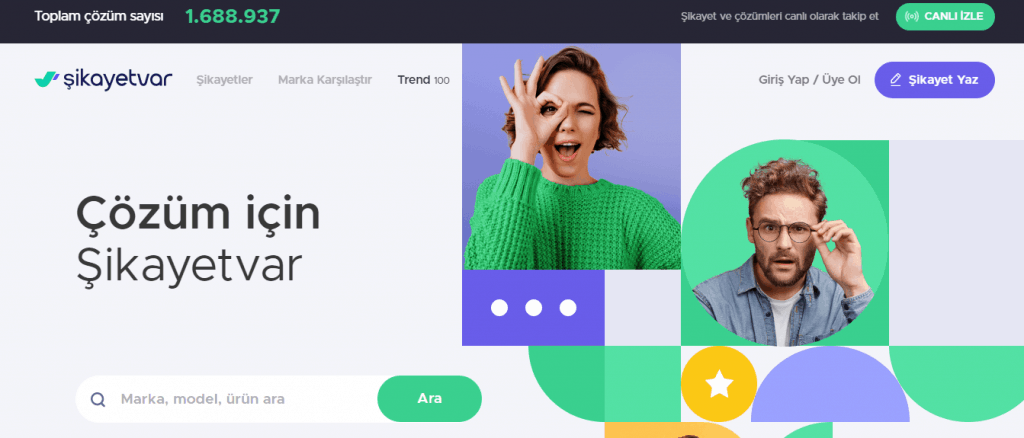 Toplam çözüm sayısı 1.688.937 Şikayet ve çözümleri canlı olarak takip et CANLI İZLE
şikayetvar Şikayetler Marka Karşılaştır Trend 100 Giriş Yap / Üye Ol Şikayet Yaz
Çözüm için
Şikayetvar
Marka, model, ürün ara Ara